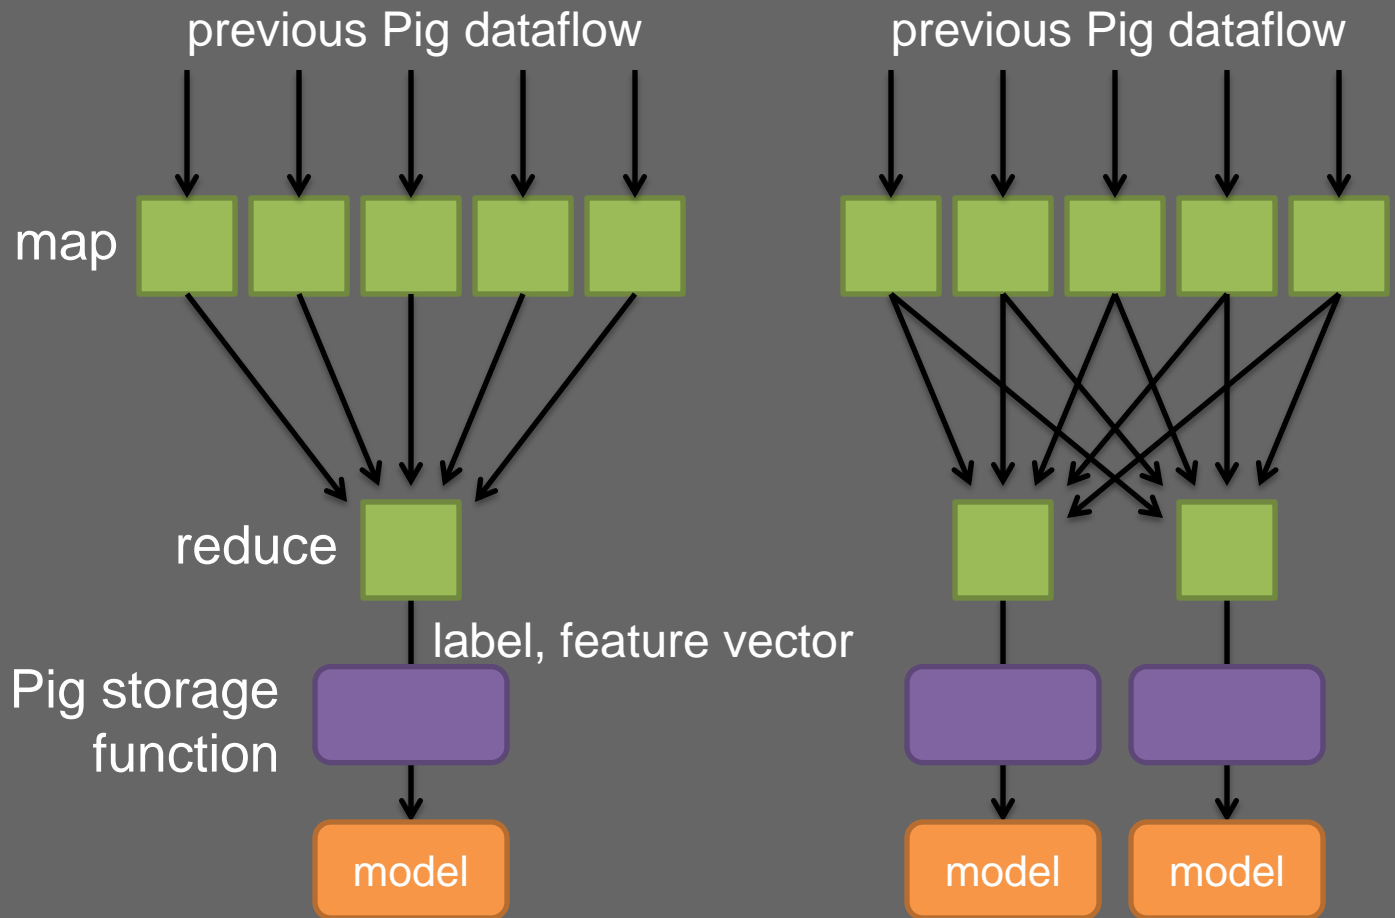 previous Pig dataflow
previous Pig dataflow
map
reduce
label, feature vector
Pig storage
function
model
model
model